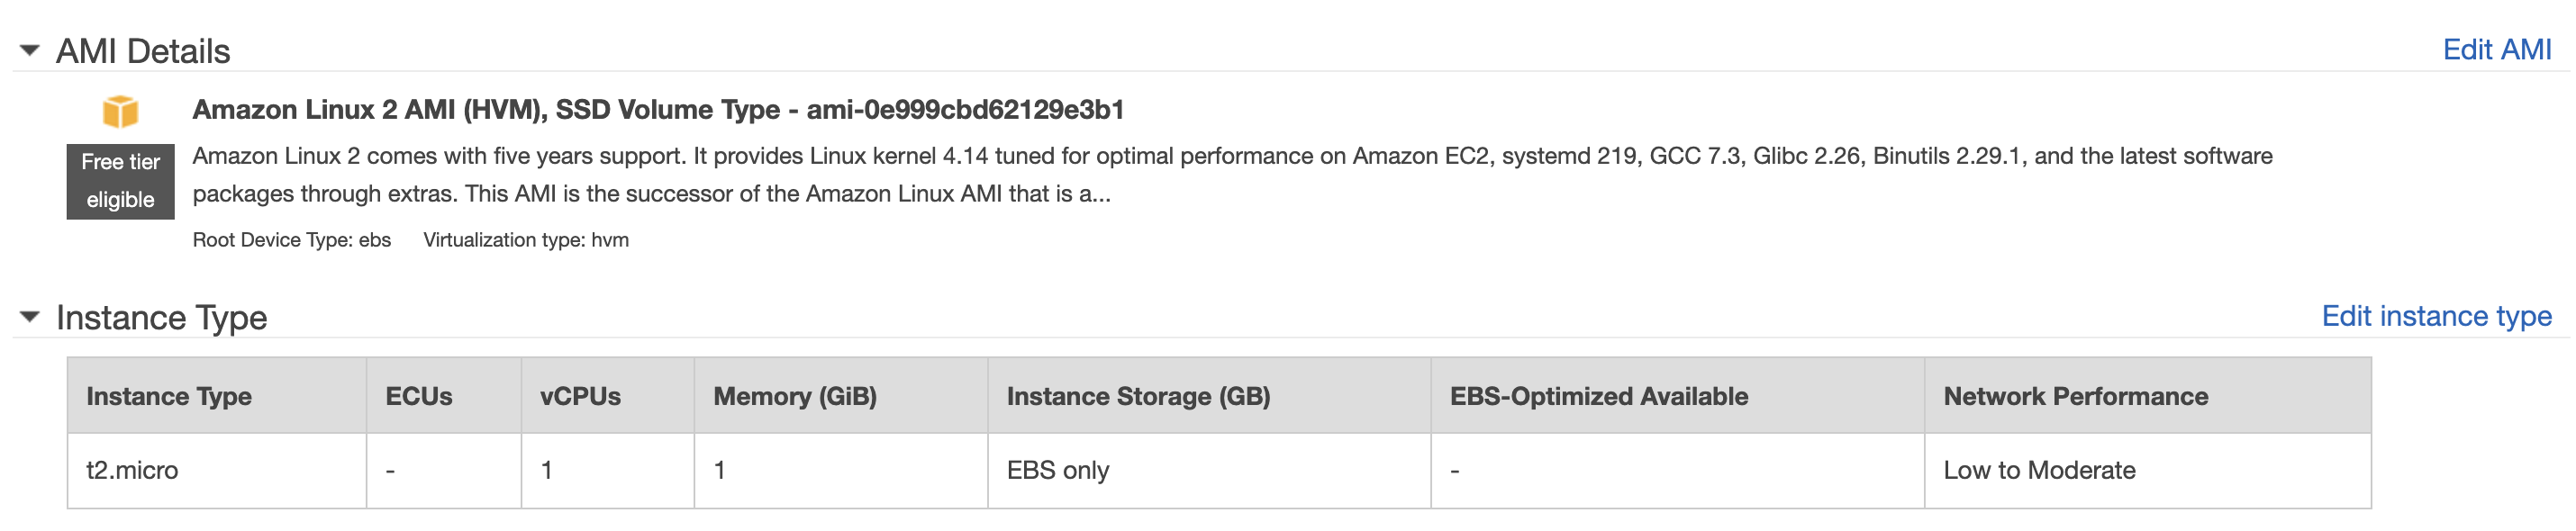 AMI Details
Edit AMI
Amazon Linux 2 AMI (HVM), SSD Volume Type - ami-0e999cbd62129e3b1
Free tier eligible
Amazon Linux 2 comes with five years support. It provides Linux kernel 4.14 tuned for optimal performance on Amazon EC2, systemd 219, GCC 7.3, Glibc 2.26, Binutils 2.29.1, and the latest software
packages through extras. This AMI is the successor of the Amazon Linux AMI that is a...
Root Device Type: ebs Virtualization type: hvm
Instance Type
Edit instance type
Instance Type ECUs vCPUs Memory (GiB) Instance Storage (GB) EBS-Optimized Available Network Performance
t2.micro - 1 1 EBS only - Low to Moderate